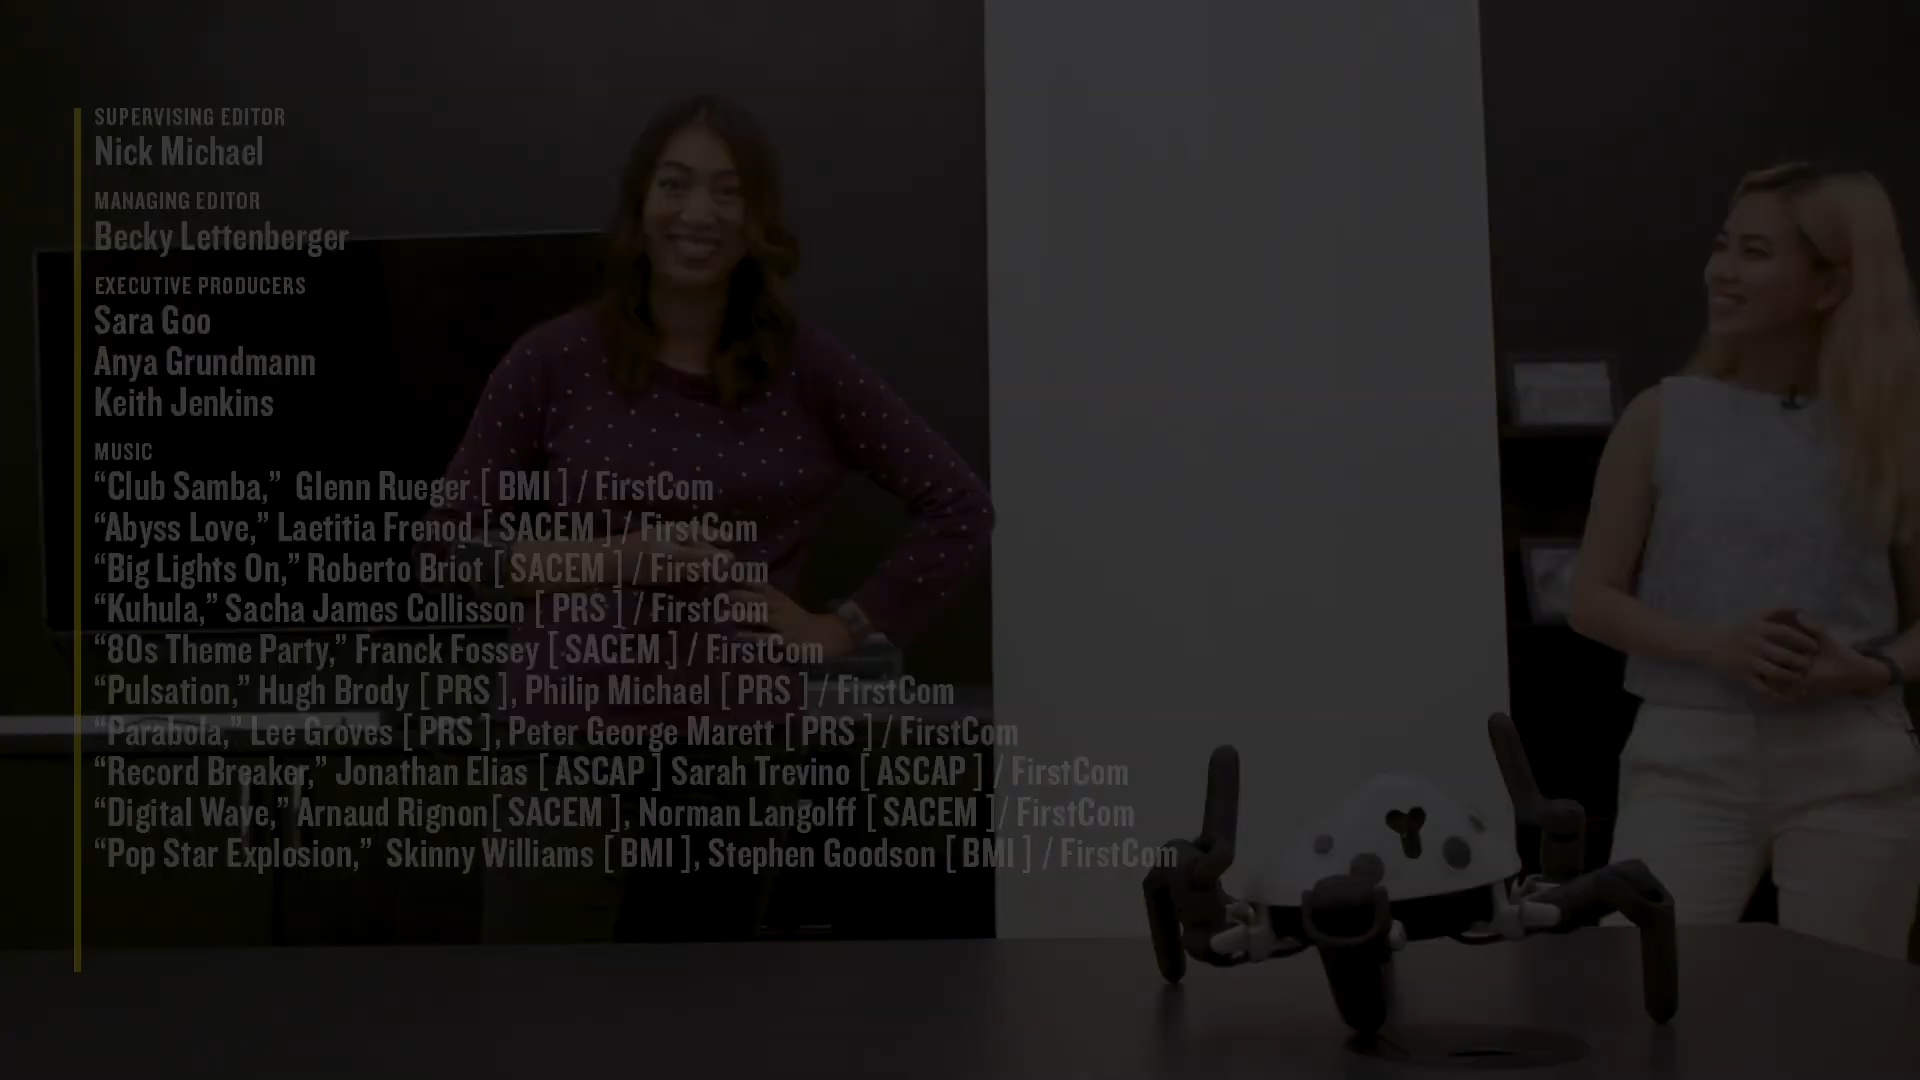 SUPERVISING EDITOR
Nick Michael
MANAGING EDITOR
Becky Lettenberger
EXECUTIVE PRODUCERS
Sara Goo
Anya Grundmann
Keith Jenkins
MUSIC
“Club Samba,” Glenn Rueger [ BMI ] / FirstCom
“Abyss Love,” Laetitia Frenod [ SACEM ] / FirstCom
“Big Lights On,” Roberto Briot [ SACEM ] / FirstCom
“Kuhula,” Sacha James Collisson [ PRS ] / FirstCom
“80s Theme Party,” Franck Fossey [ SACEM ] / FirstCom
“Pulsation,” Hugh Brody [ PRS ], Philip Michael [ PRS ] / FirstCom
“Parabola,” Lee Groves [ PRS ], Peter George Marett [ PRS ] / FirstCom
“Record Breaker,” Jonathan Elias [ ASCAP ] Sarah Trevino [ ASCAP ] / FirstCom
“Digital Wave,” Arnaud Rignon[ SACEM ], Norman Langolff [ SACEM ]/ FirstCom
“Pop Star Explosion,” Skinny Williams [ BMI ], Stephen Goodson [ BMI ] / FirstCom